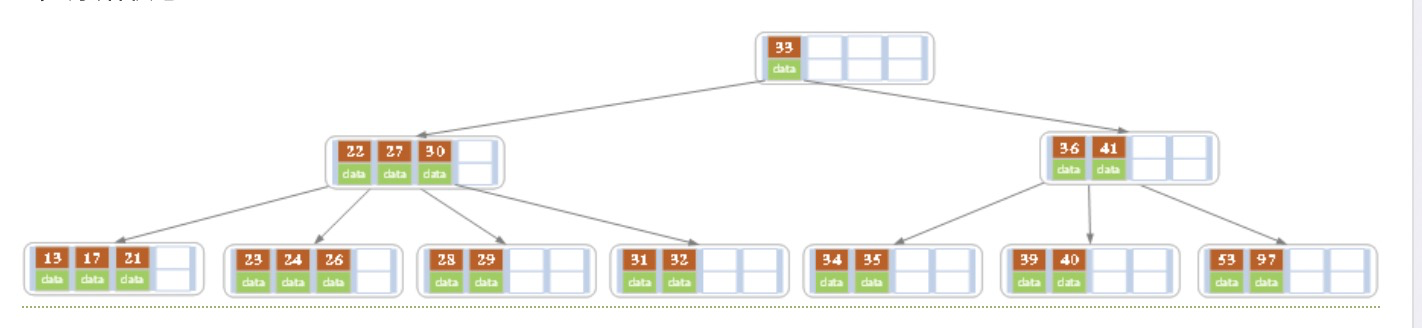 33
data
22 27 30
data data data
36 41
data data
13 17 21
data data data
23 24 26
data data data
28 29
data data
31 32
data data
34 35
data data
39 40
data data
53 97
data data